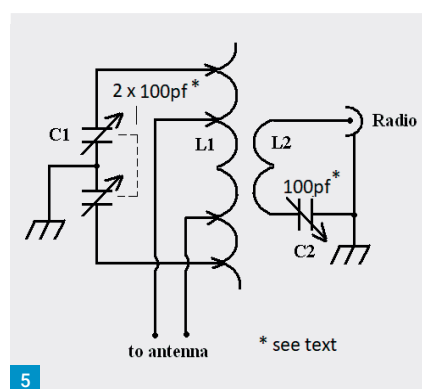 2 x 100pf *
C1
L1
L2
Radio
100pf *
C2
to antenna
* see text
5